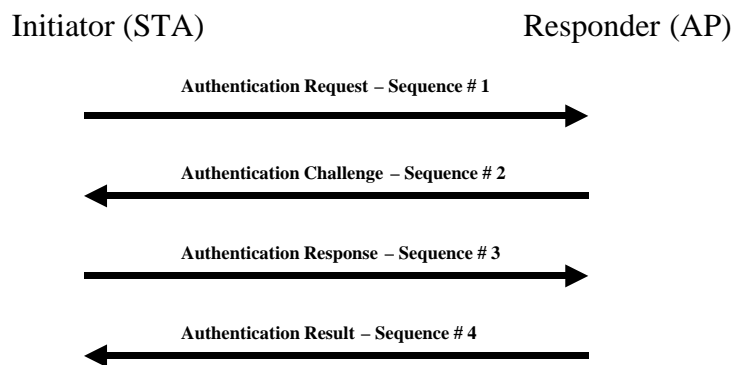 Initiator (STA) Responder (AP)
Authentication Request – Sequence # 1
Authentication Challenge – Sequence # 2
Authentication Response – Sequence # 3
Authentication Result – Sequence # 4